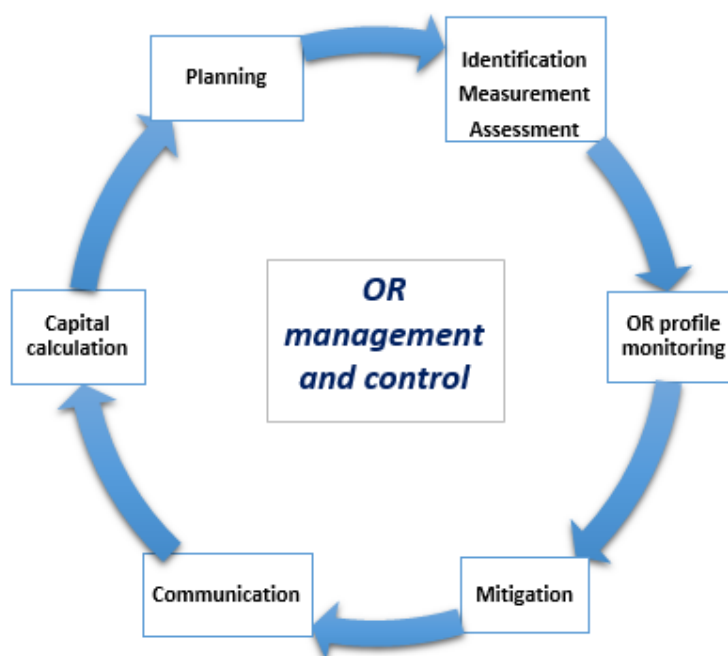 Planning
Identification
Measurement
Assessment
OR profile
monitoring
Mitigation
Communication
Capital
calculation
OR
management
and control